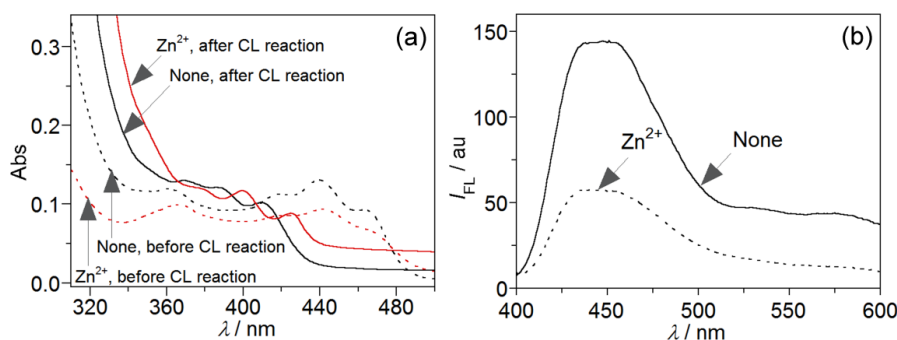 (a)
Zn²⁺, after CL reaction
None, after CL reaction
None, before CL reaction
Zn²⁺, before CL reaction
Abs
0.3
0.2
0.1
0.0
320 360 400 440 480
λ / nm
(b)
Zn²⁺
None
I_FL / au
150
100
50
0
400 450 500 550 600
λ / nm